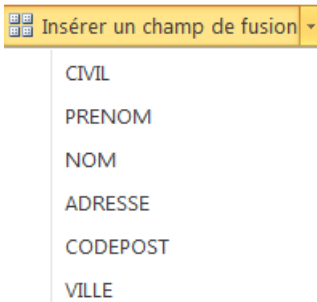 Insérer un champ de fusion
CIVIL
PRENOM
NOM
ADRESSE
CODEPOST
VILLE